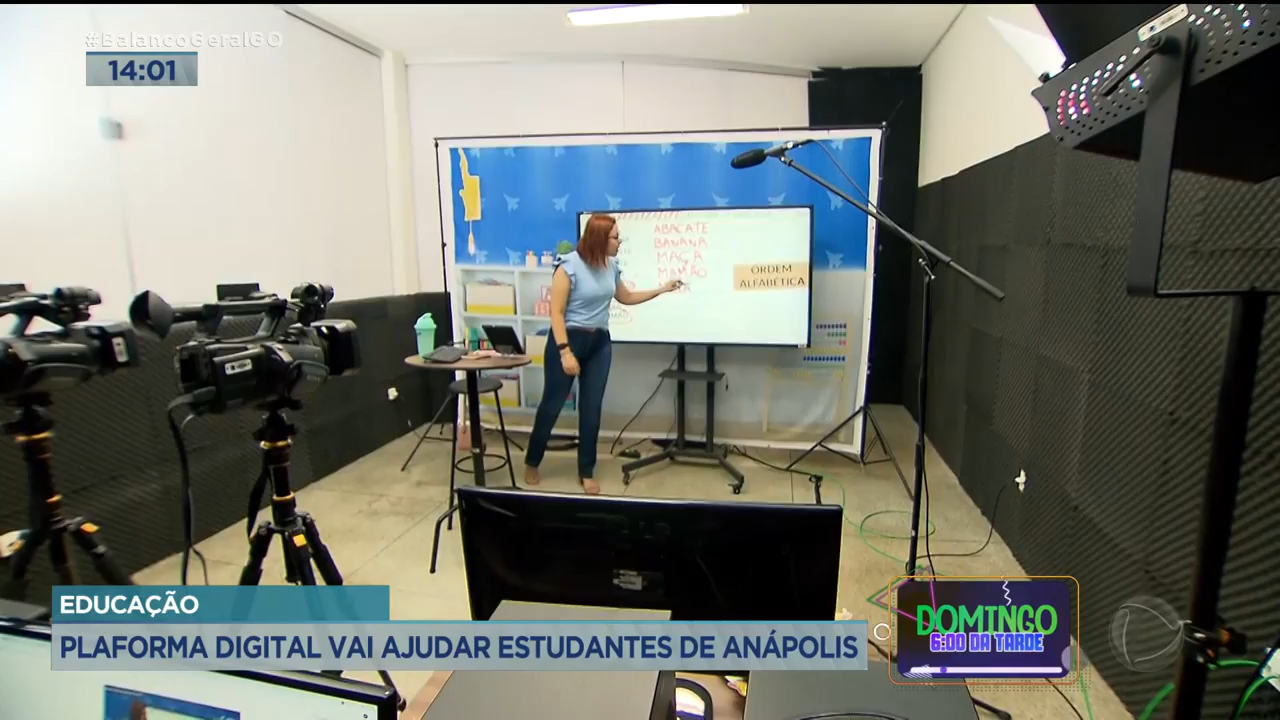 #BalancoGeralGO
14:01
ABACATE
BANANA
MAÇA
MAMÃO
ORDEM
ALFABÉTICA
EDUCAÇÃO
PLAFORMA DIGITAL VAI AJUDAR ESTUDANTES DE ANÁPOLIS
DOMINGO
6:00 DA TARDE